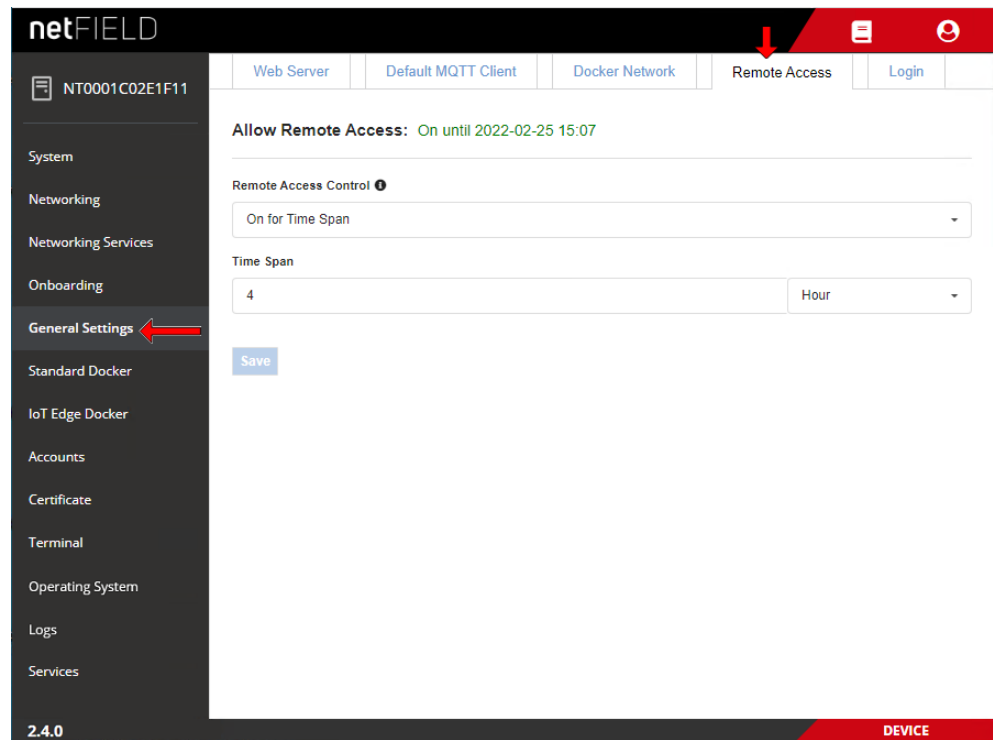 netFIELD
NT0001C02E1F11
System
Networking
Networking Services
Onboarding
General Settings
Standard Docker
IoT Edge Docker
Accounts
Certificate
Terminal
Operating System
Logs
Services
2.4.0
Web Server Default MQTT Client Docker Network Remote Access Login
Allow Remote Access: On until 2022-02-25 15:07
Remote Access Control
On for Time Span
Time Span
4 Hour
Save
DEVICE